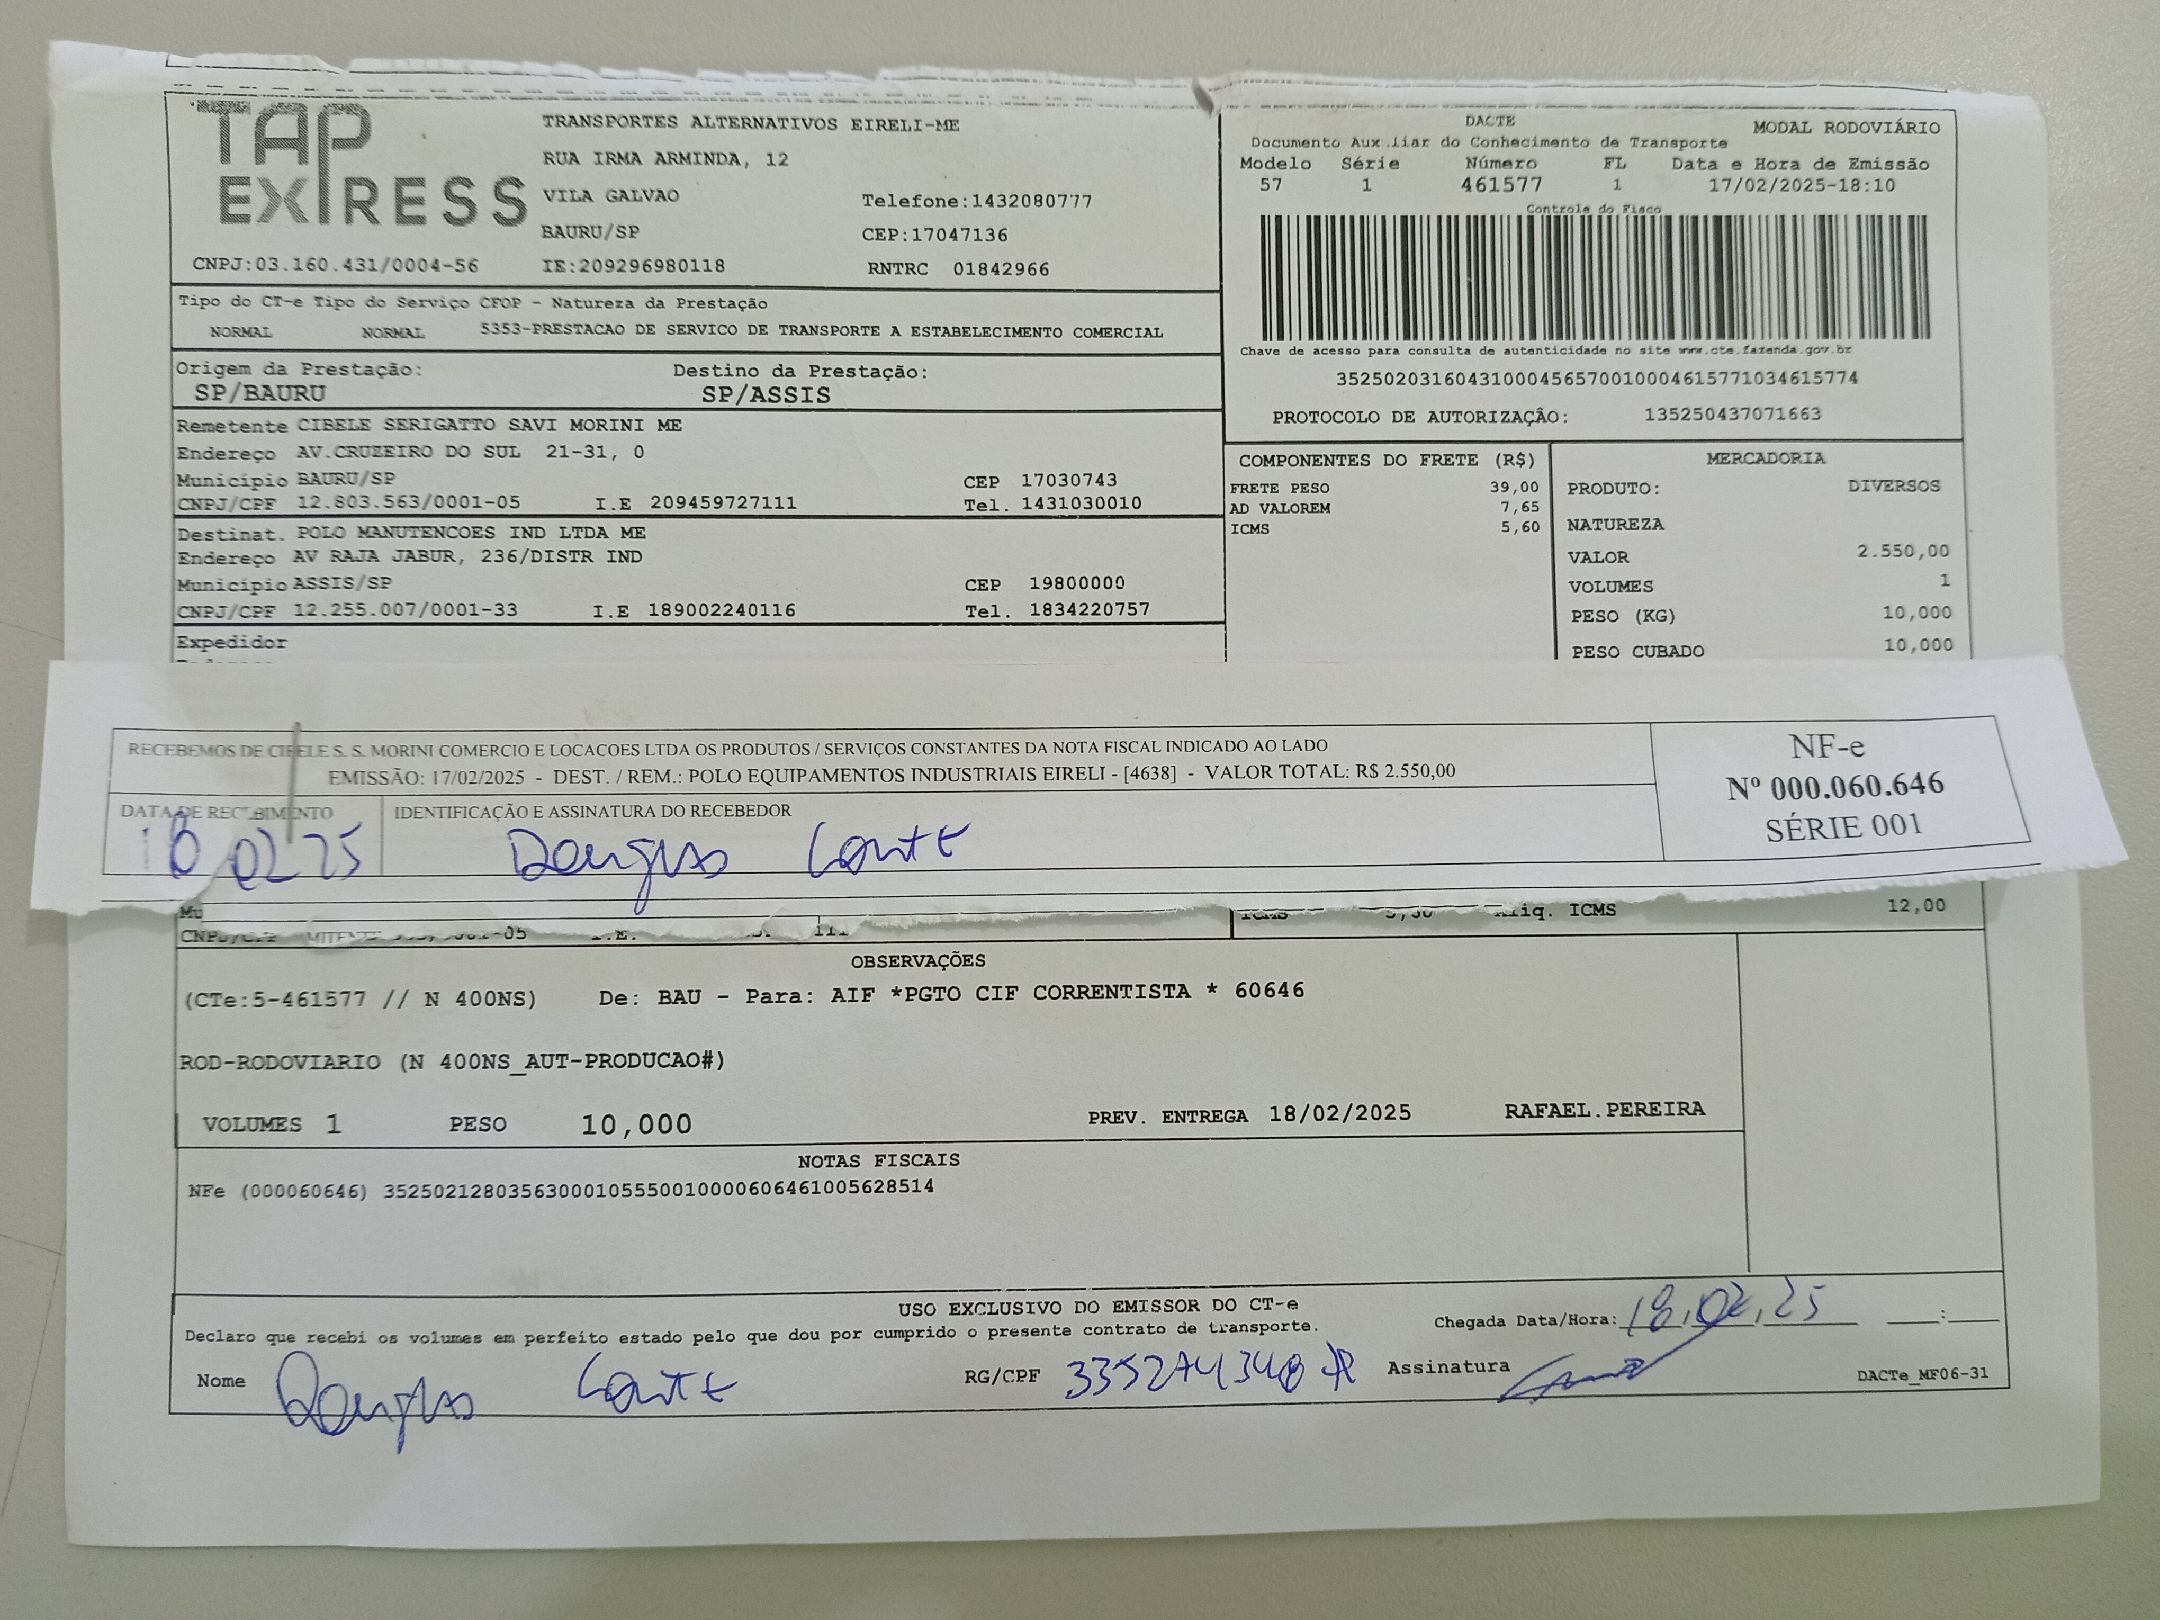 TAP
EXPRESS
TRANSPORTES ALTERNATIVOS EIRELI-ME
RUA IRMA ARMINDA, 12
VILA GALVAO Telefone:1432080777
BAURU/SP CEP:17047136
CNPJ:03.160.431/0004-56 IE:209296980118 RNTRC 01842966
DACTE MODAL RODOVIÁRIO
Documento Auxiliar do Conhecimento de Transporte
Modelo Série Número FL Data e Hora de Emissão
57 1 461577 1 17/02/2025-18:10
Controle do Fisco
Chave de acesso para consulta de autenticidade no site www.cte.fazenda.gov.br
35250203160431000456570010004615771034615774
PROTOCOLO DE AUTORIZAÇÃO: 135250437071663
Tipo do CT-e Tipo do Serviço CFOP - Natureza da Prestação
NORMAL NORMAL 5353-PRESTACAO DE SERVICO DE TRANSPORTE A ESTABELECIMENTO COMERCIAL
Origem da Prestação: Destino da Prestação:
SP/BAURU SP/ASSIS
Remetente CIBELE SERIGATTO SAVI MORINI ME
Endereço AV.CRUZEIRO DO SUL 21-31, 0
Município BAURU/SP CEP 17030743
CNPJ/CPF 12.803.563/0001-05 I.E 209459727111 Tel. 1431030010
Destinat. POLO MANUTENCOES IND LTDA ME
Endereço AV RAJA JABUR, 236/DISTR IND
Município ASSIS/SP CEP 19800000
CNPJ/CPF 12.255.007/0001-33 I.E 189002240116 Tel. 1834220757
Expedidor
COMPONENTES DO FRETE (R$)
FRETE PESO 39,00
AD VALOREM 7,65
ICMS 5,60
MERCADORIA
PRODUTO: DIVERSOS
NATUREZA
VALOR 2.550,00
VOLUMES 1
PESO (KG) 10,000
PESO CUBADO 10,000
RECEBEMOS DE CIBELE S. S. MORINI COMERCIO E LOCACOES LTDA OS PRODUTOS / SERVIÇOS CONSTANTES DA NOTA FISCAL INDICADO AO LADO
EMISSÃO: 17/02/2025 - DEST. / REM.: POLO EQUIPAMENTOS INDUSTRIAIS EIRELI - [4638] - VALOR TOTAL: R$ 2.550,00
DATA DE RECEBIMENTO IDENTIFICAÇÃO E ASSINATURA DO RECEBEDOR
18 02 25 Douglas Conte
NF-e
Nº 000.060.646
SÉRIE 001
ICMS Aliq. ICMS 12,00
CNPJ/CPF I.E.
OBSERVAÇÕES
(CTe:5-461577 // N 400NS) De: BAU - Para: AIF *PGTO CIF CORRENTISTA * 60646
ROD-RODOVIARIO (N 400NS_AUT-PRODUCAO#)
VOLUMES 1 PESO 10,000 PREV. ENTREGA 18/02/2025 RAFAEL.PEREIRA
NOTAS FISCAIS
NFe (000060646) 35250212803563000105550010000606461005628514
USO EXCLUSIVO DO EMISSOR DO CT-e
Declaro que recebi os volumes em perfeito estado pelo que dou por cumprido o presente contrato de transporte.
Chegada Data/Hora: 18,02,25 :
Nome Douglas Conte RG/CPF Assinatura DACTe_MF06-31